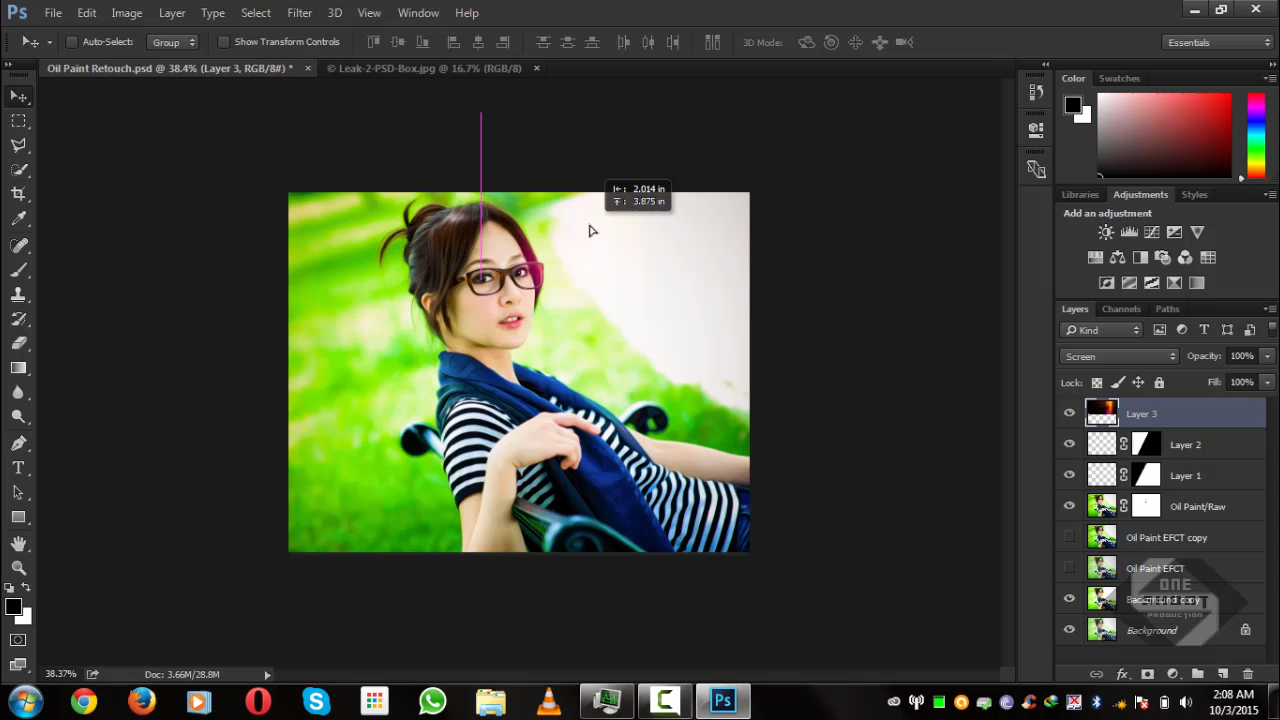 Ps File Edit Image Layer Type Select Filter 3D View Window Help
Auto-Select: Group Show Transform Controls 3D Mode: Essentials
Oil Paint Retouch.psd @ 38.4% (Layer 3, RGB/8#) * × © Leak-2-PSD-Box.jpg @ 16.7% (RGB/8) ×
Color Swatches
2.014 in
3.875 in
Libraries Adjustments Styles
Add an adjustment
Layers Channels Paths
Kind
Screen Opacity: 100%
Lock: Fill: 100%
Layer 3
Layer 2
Layer 1
Oil Paint/Raw
Oil Paint EFCT copy
Oil Paint EFCT
Background copy
Background
ONE
PRODUCTION
38.37% Doc: 3.66M/28.8M
2:08 AM
10/3/2015